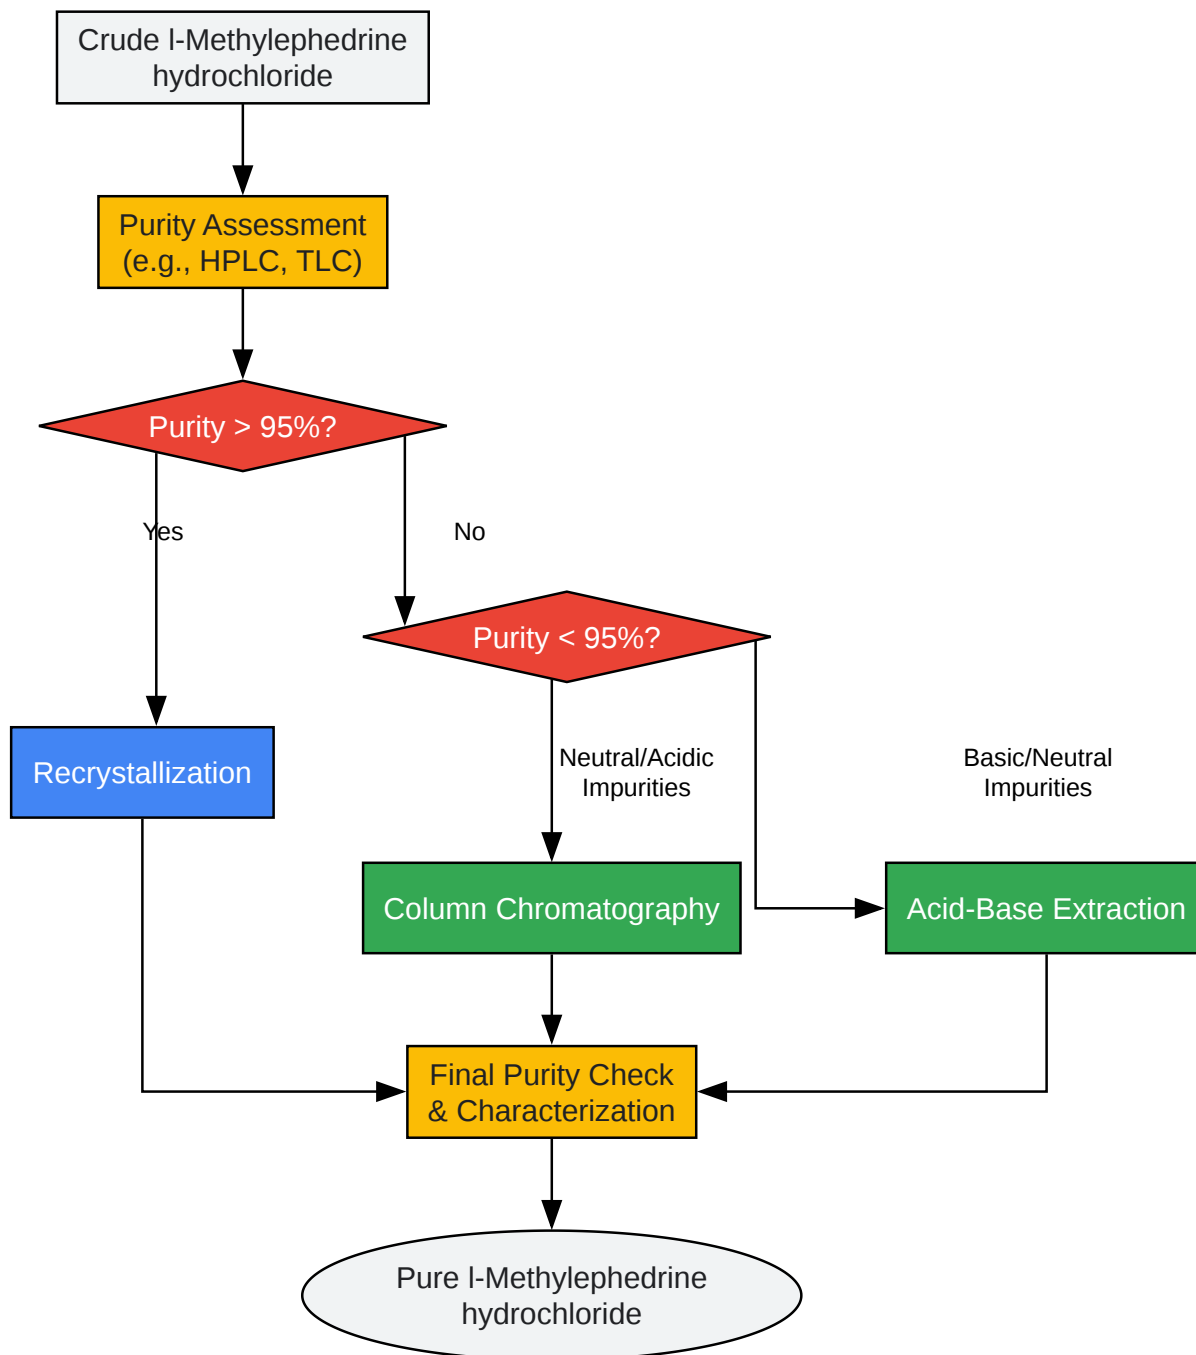 Crude l-Methylephedrine
hydrochloride
Purity Assessment
(e.g., HPLC, TLC)
Purity > 95%?
Yes
No
Purity < 95%?
Recrystallization
Neutral/Acidic
Impurities
Basic/Neutral
Impurities
Column Chromatography
Acid-Base Extraction
Final Purity Check
& Characterization
Pure l-Methylephedrine
hydrochloride